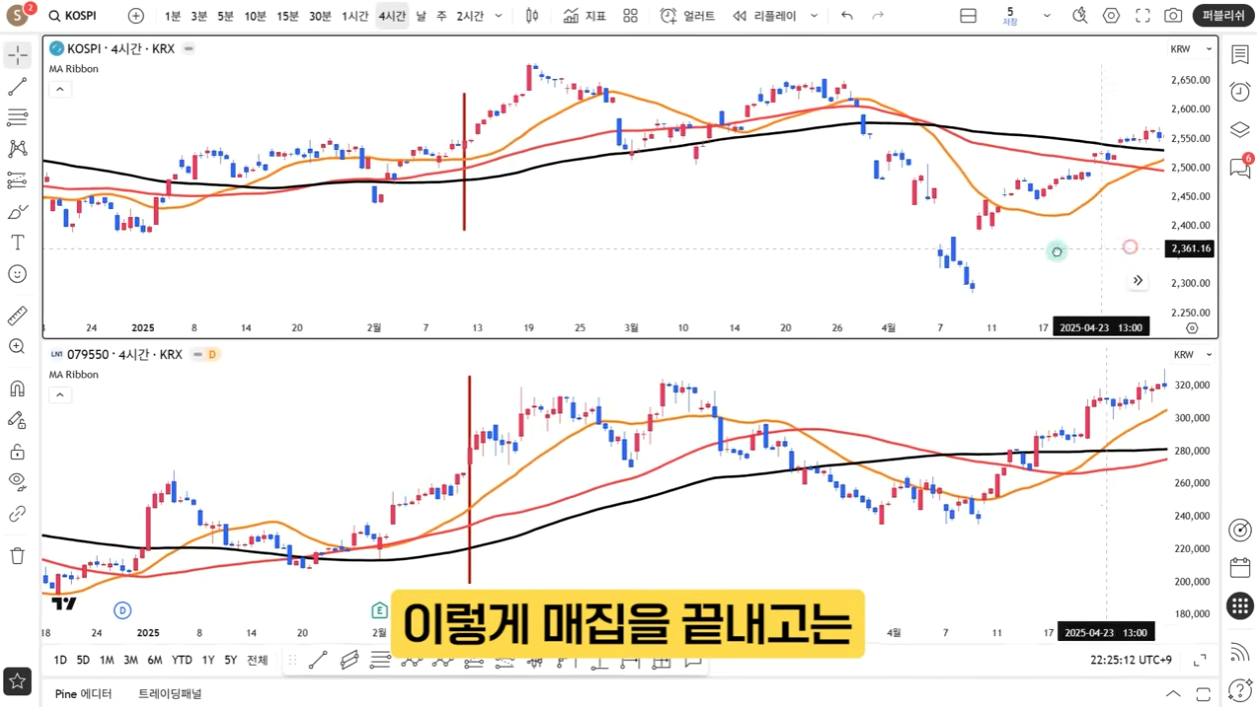 S 2 KOSPI 1분 3분 5분 10분 15분 30분 1시간 4시간 날 주 2시간 지표 얼러트 리플레이 5 저장 퍼블리쉬
KOSPI · 4시간 · KRX
KRW
MA Ribbon
2,650.00
2,600.00
2,550.00
2,500.00
2,450.00
2,400.00
2,361.16
2,300.00
2,250.00
6
24 2025 8 14 20 2월 7 13 19 25 3월 10 14 20 26 4월 7 11 17 2025-04-23 13:00
LN1 079550 · 4시간 · KRX D
KRW
MA Ribbon
320,000
300,000
280,000
260,000
240,000
220,000
200,000
180,000
D E
이렇게 매집을 끝내고는
18 24 2025 8 14 20 2월 4월 7 11 17 2025-04-23 13:00
1D 5D 1M 3M 6M YTD 1Y 5Y 전체 22:25:12 UTC+9
Pine 에디터 트레이딩패널